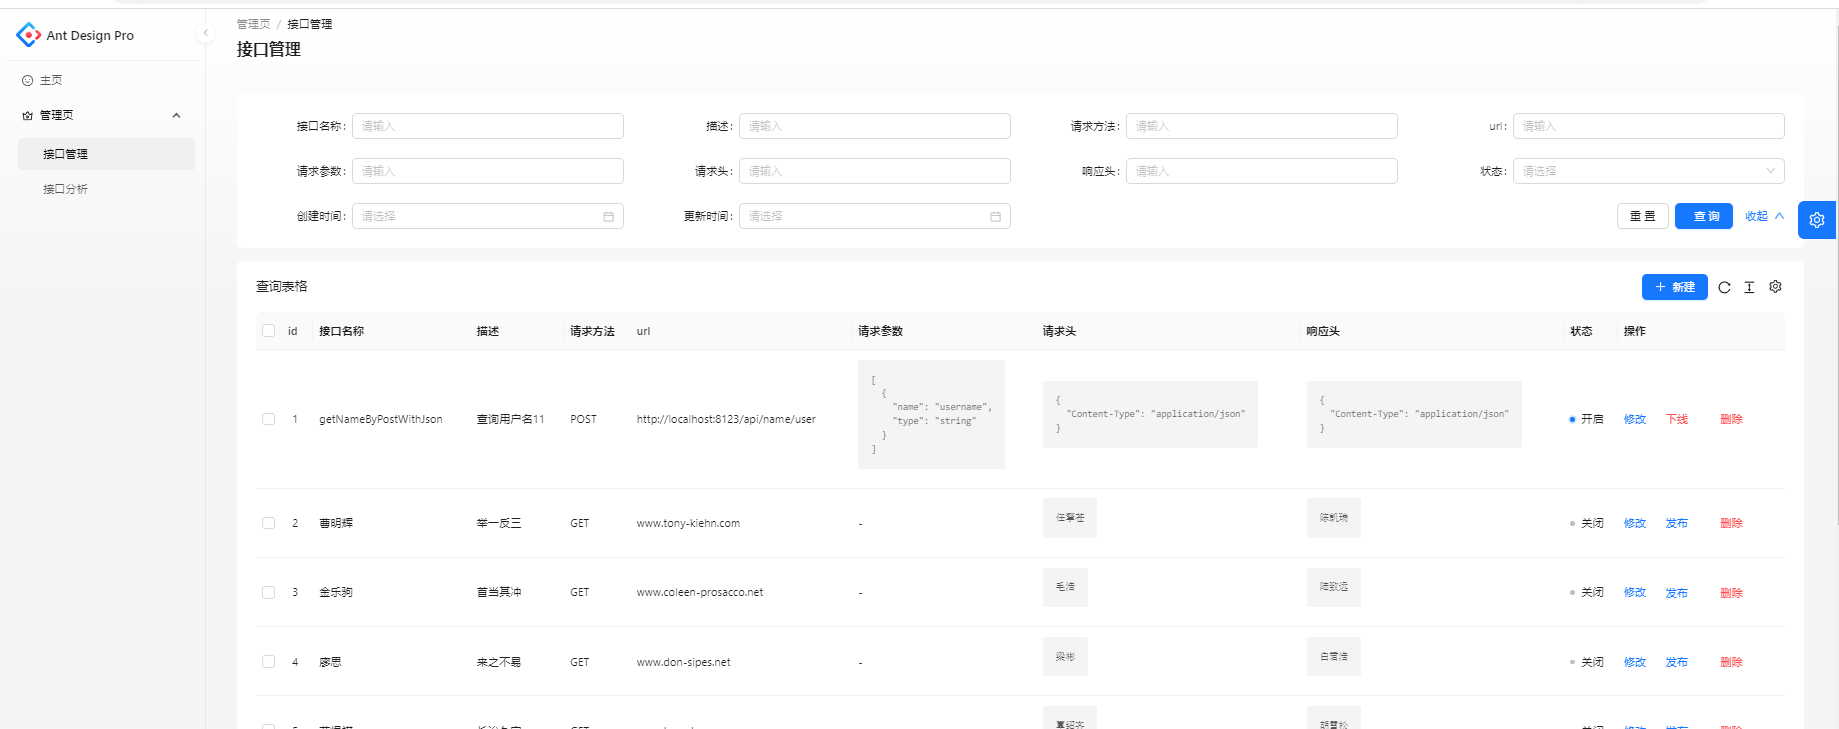 Ant Design Pro
主页
管理页
接口管理
接口分析
管理页 / 接口管理
接口管理
接口名称: 请输入 描述: 请输入 请求方法: 请输入 url: 请输入
请求参数: 请输入 请求头: 请输入 响应头: 请输入 状态: 请选择
创建时间: 请选择 更新时间: 请选择 重置 查询 收起
查询表格 新建
id 接口名称 描述 请求方法 url 请求参数 请求头 响应头 状态 操作
[
{
"name": "username",
"type": "string"
}
]
{
"Content-Type": "application/json"
}
{
"Content-Type": "application/json"
}
1 getNameByPostWithJson 查询用户名11 POST http://localhost:8123/api/name/user 开启 修改 下线 删除
2 曹明辉 举一反三 GET www.tony-kiehn.com - 任擎苍 陈凯瑞 关闭 修改 发布 删除
3 金乐驹 首当其冲 GET www.coleen-prosacco.net - 毛浩 陆致远 关闭 修改 发布 删除
4 廖思 来之不易 GET www.don-sipes.net - 梁彬 白君浩 关闭 修改 发布 删除